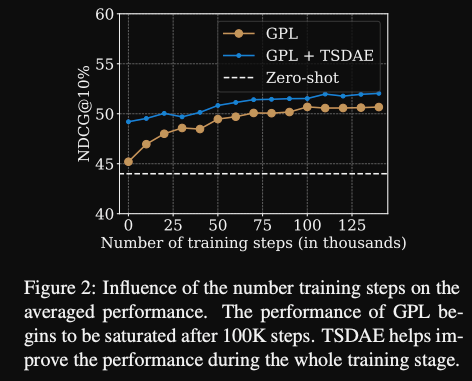 60
55
50
45
40
NDCG@10%
GPL
GPL + TSDAE
Zero-shot
0 25 50 75 100 125
Number of training steps (in thousands)
Figure 2: Influence of the number training steps on the
averaged performance. The performance of GPL be-
gins to be saturated after 100K steps. TSDAE helps im-
prove the performance during the whole training stage.